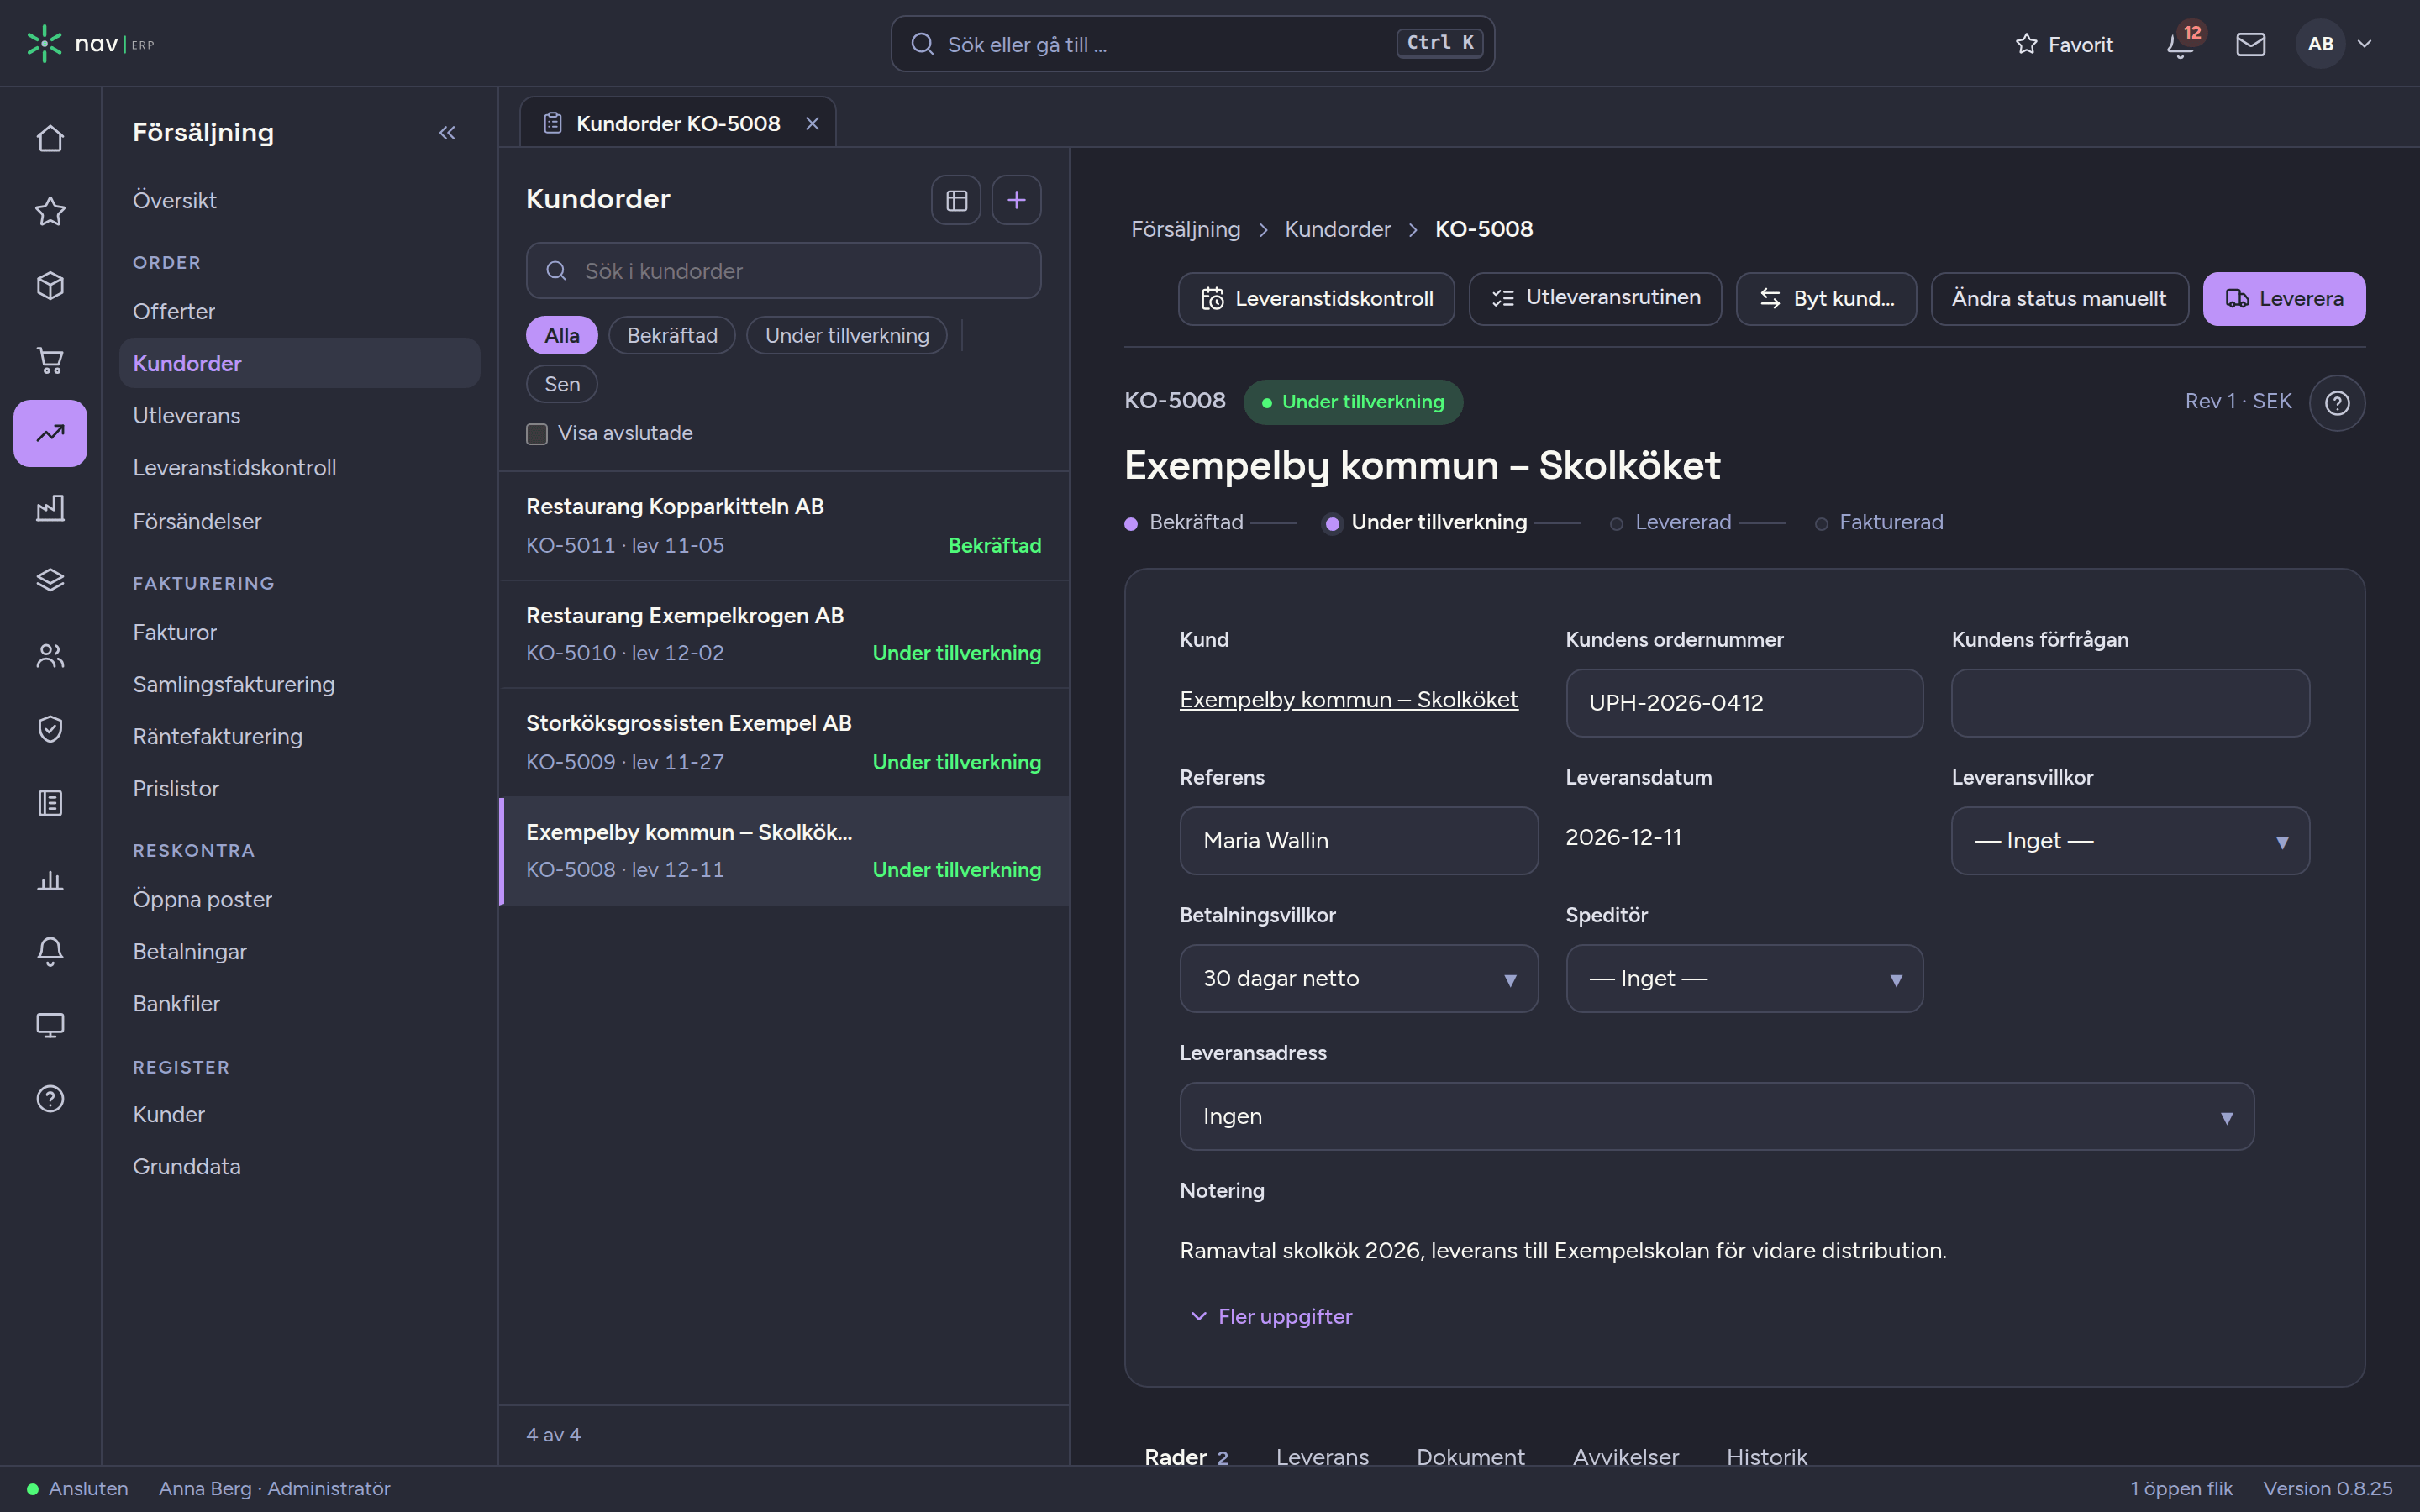 nav | ERP
Sök eller gå till ...
Ctrl K
Favorit
12
AB
Försäljning
Översikt
ORDER
Offerter
Kundorder
Utleverans
Leveranstidskontroll
Försändelser
FAKTURERING
Fakturor
Samlingsfakturering
Räntefakturering
Prislistor
RESKONTRA
Öppna poster
Betalningar
Bankfiler
REGISTER
Kunder
Grunddata
Kundorder KO-5008
Kundorder
Sök i kundorder
Alla
Bekräftad
Under tillverkning
Sen
Visa avslutade
Restaurang Kopparkitteln AB
KO-5011 · lev 11-05 Bekräftad
Restaurang Exempelkrogen AB
KO-5010 · lev 12-02 Under tillverkning
Storköksgrossisten Exempel AB
KO-5009 · lev 11-27 Under tillverkning
Exempelby kommun – Skolkök...
KO-5008 · lev 12-11 Under tillverkning
4 av 4
Försäljning > Kundorder > KO-5008
Leveranstidskontroll
Utleveransrutinen
Byt kund...
Ändra status manuellt
Leverera
KO-5008
Under tillverkning
Rev 1 · SEK
Exempelby kommun – Skolköket
Bekräftad
Under tillverkning
Levererad
Fakturerad
Kund
Exempelby kommun – Skolköket
Kundens ordernummer
UPH-2026-0412
Kundens förfrågan
Referens
Maria Wallin
Leveransdatum
2026-12-11
Leveransvillkor
— Inget —
Betalningsvillkor
30 dagar netto
Speditör
— Inget —
Leveransadress
Ingen
Notering
Ramavtal skolkök 2026, leverans till Exempelskolan för vidare distribution.
Fler uppgifter
Rader 2
Leverans
Dokument
Avvikelser
Historik
Ansluten
Anna Berg · Administratör
1 öppen flik
Version 0.8.25